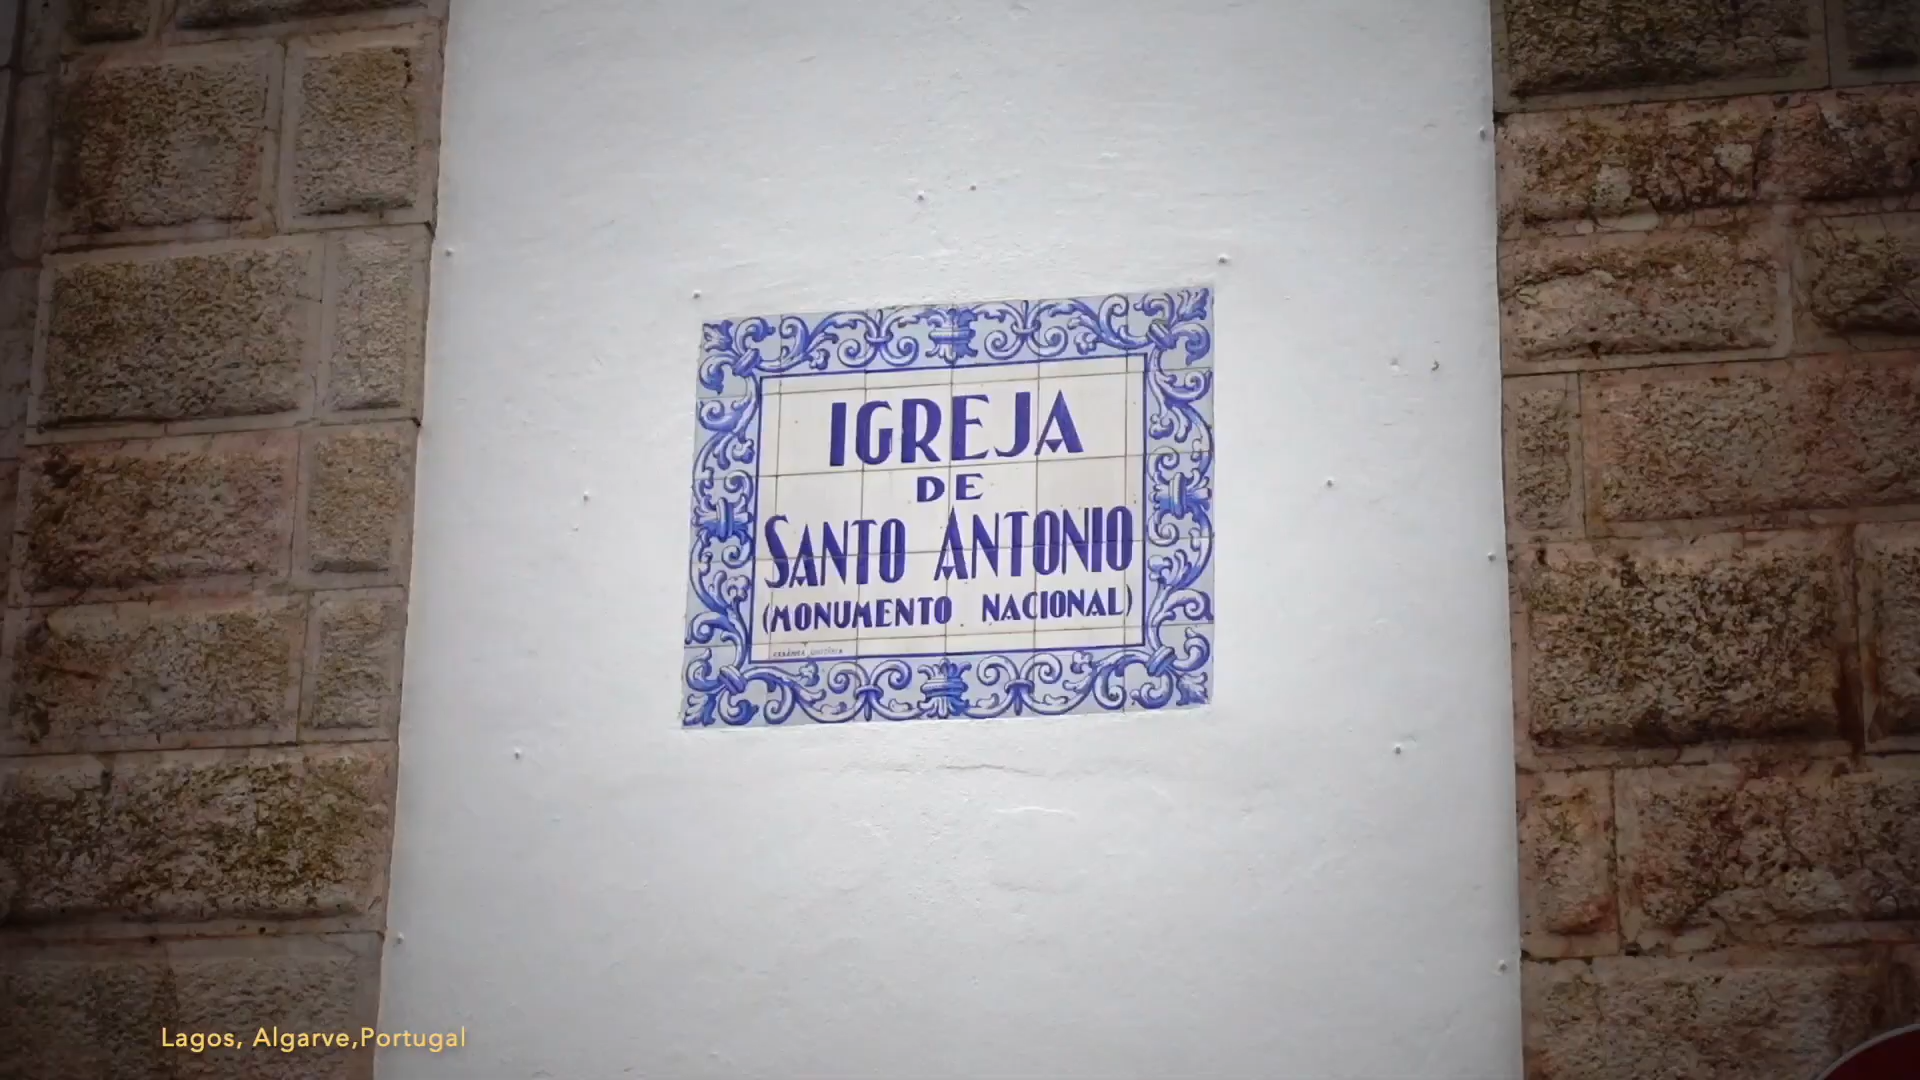 IGREJA
DE
SANTO ANTONIO
(MONUMENTO NACIONAL)
Lagos, Algarve,Portugal